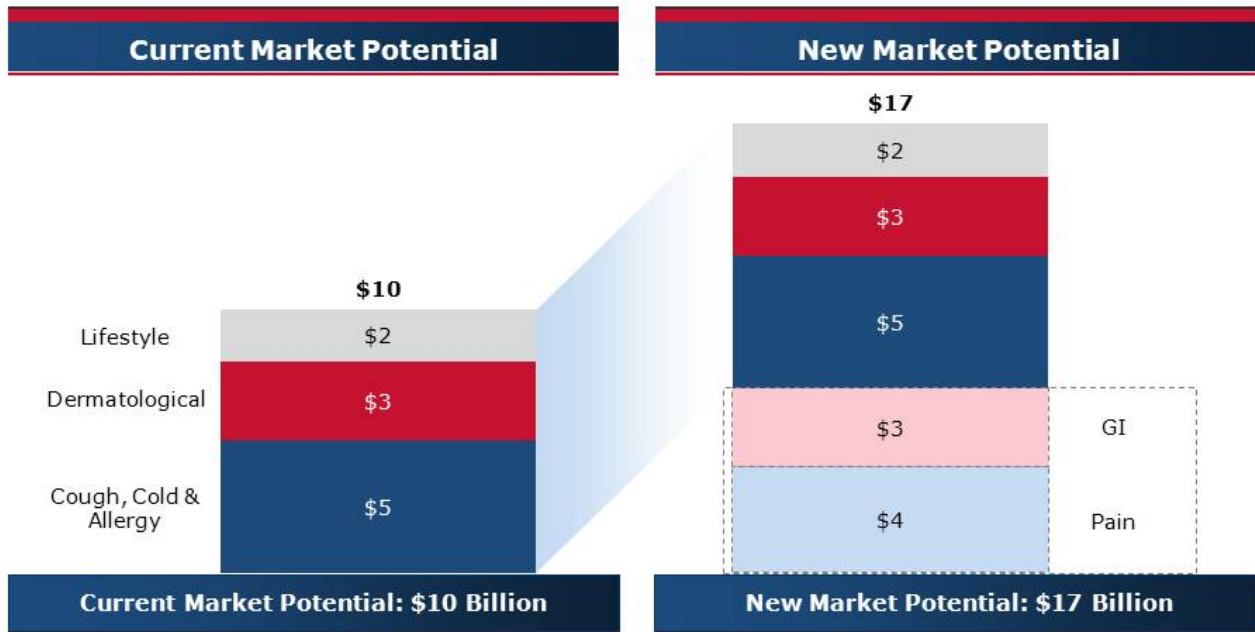 Current Market Potential
$10
Lifestyle
$2
Dermatological
$3
Cough, Cold &
Allergy
$5
Current Market Potential: $10 Billion
New Market Potential
$17
$2
$3
$5
$3
GI
$4
Pain
New Market Potential: $17 Billion